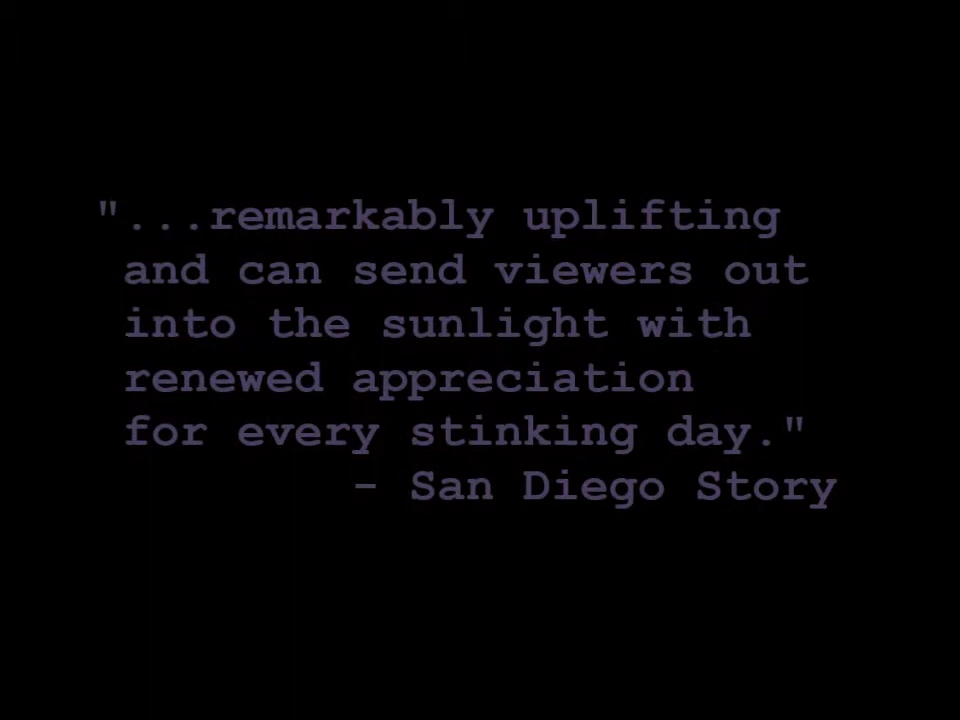 "...remarkably uplifting
and can send viewers out
into the sunlight with
renewed appreciation
for every stinking day."
- San Diego Story